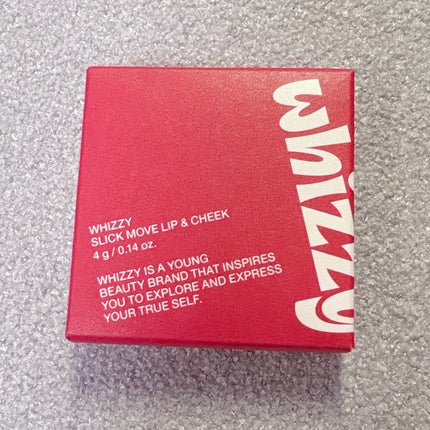 whizzy
WHIZZY
SLICK MOVE LIP & CHEEK
4 g / 0.14 oz.
WHIZZY IS A YOUNG
BEAUTY BRAND THAT INSPIRES
YOU TO EXPLORE AND EXPRESS
YOUR TRUE SELF.